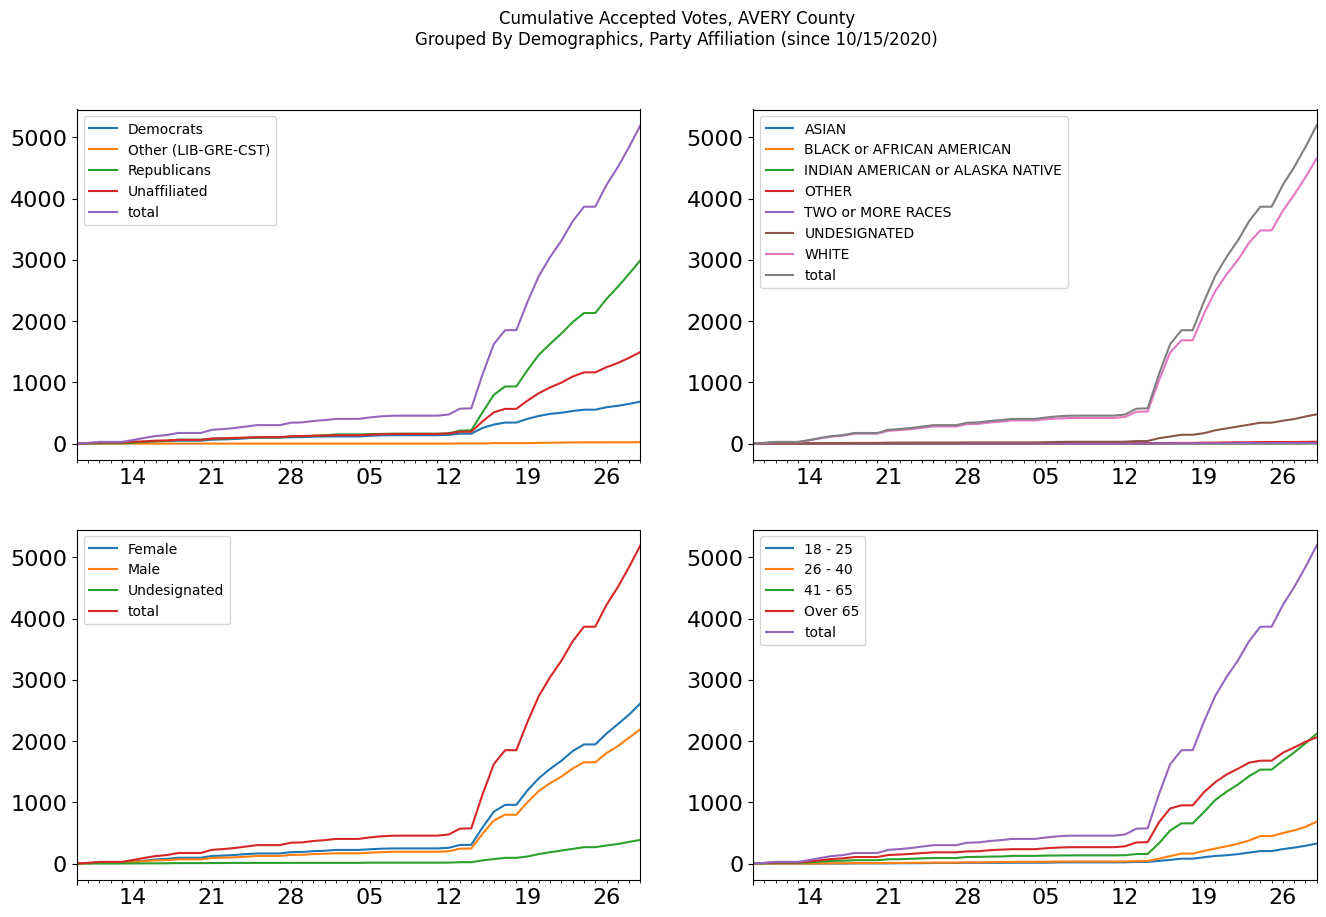 Cumulative Accepted Votes, AVERY County
Grouped By Demographics, Party Affiliation (since 10/15/2020)
Democrats
Other (LIB-GRE-CST)
Republicans
Unaffiliated
total
5000
4000
3000
2000
1000
0
14 21 28 05 12 19 26
ASIAN
BLACK or AFRICAN AMERICAN
INDIAN AMERICAN or ALASKA NATIVE
OTHER
TWO or MORE RACES
UNDESIGNATED
WHITE
total
5000
4000
3000
2000
1000
0
14 21 28 05 12 19 26
Female
Male
Undesignated
total
5000
4000
3000
2000
1000
0
14 21 28 05 12 19 26
18 - 25
26 - 40
41 - 65
Over 65
total
5000
4000
3000
2000
1000
0
14 21 28 05 12 19 26